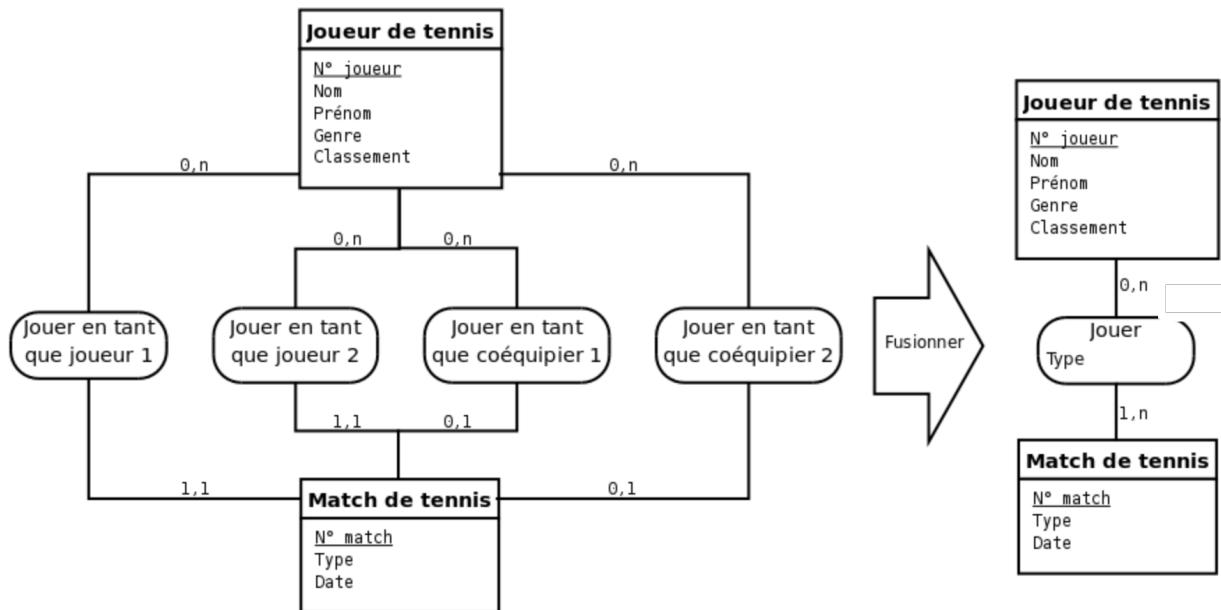 Joueur de tennis
N° joueur
Nom
Prénom
Genre
Classement
0,n
0,n
0,n
0,n
Jouer en tant
que joueur 1
Jouer en tant
que joueur 2
Jouer en tant
que coéquipier 1
Jouer en tant
que coéquipier 2
1,1
0,1
1,1
0,1
Match de tennis
N° match
Type
Date
Fusionner
Joueur de tennis
N° joueur
Nom
Prénom
Genre
Classement
0,n
Jouer
Type
1,n
Match de tennis
N° match
Type
Date